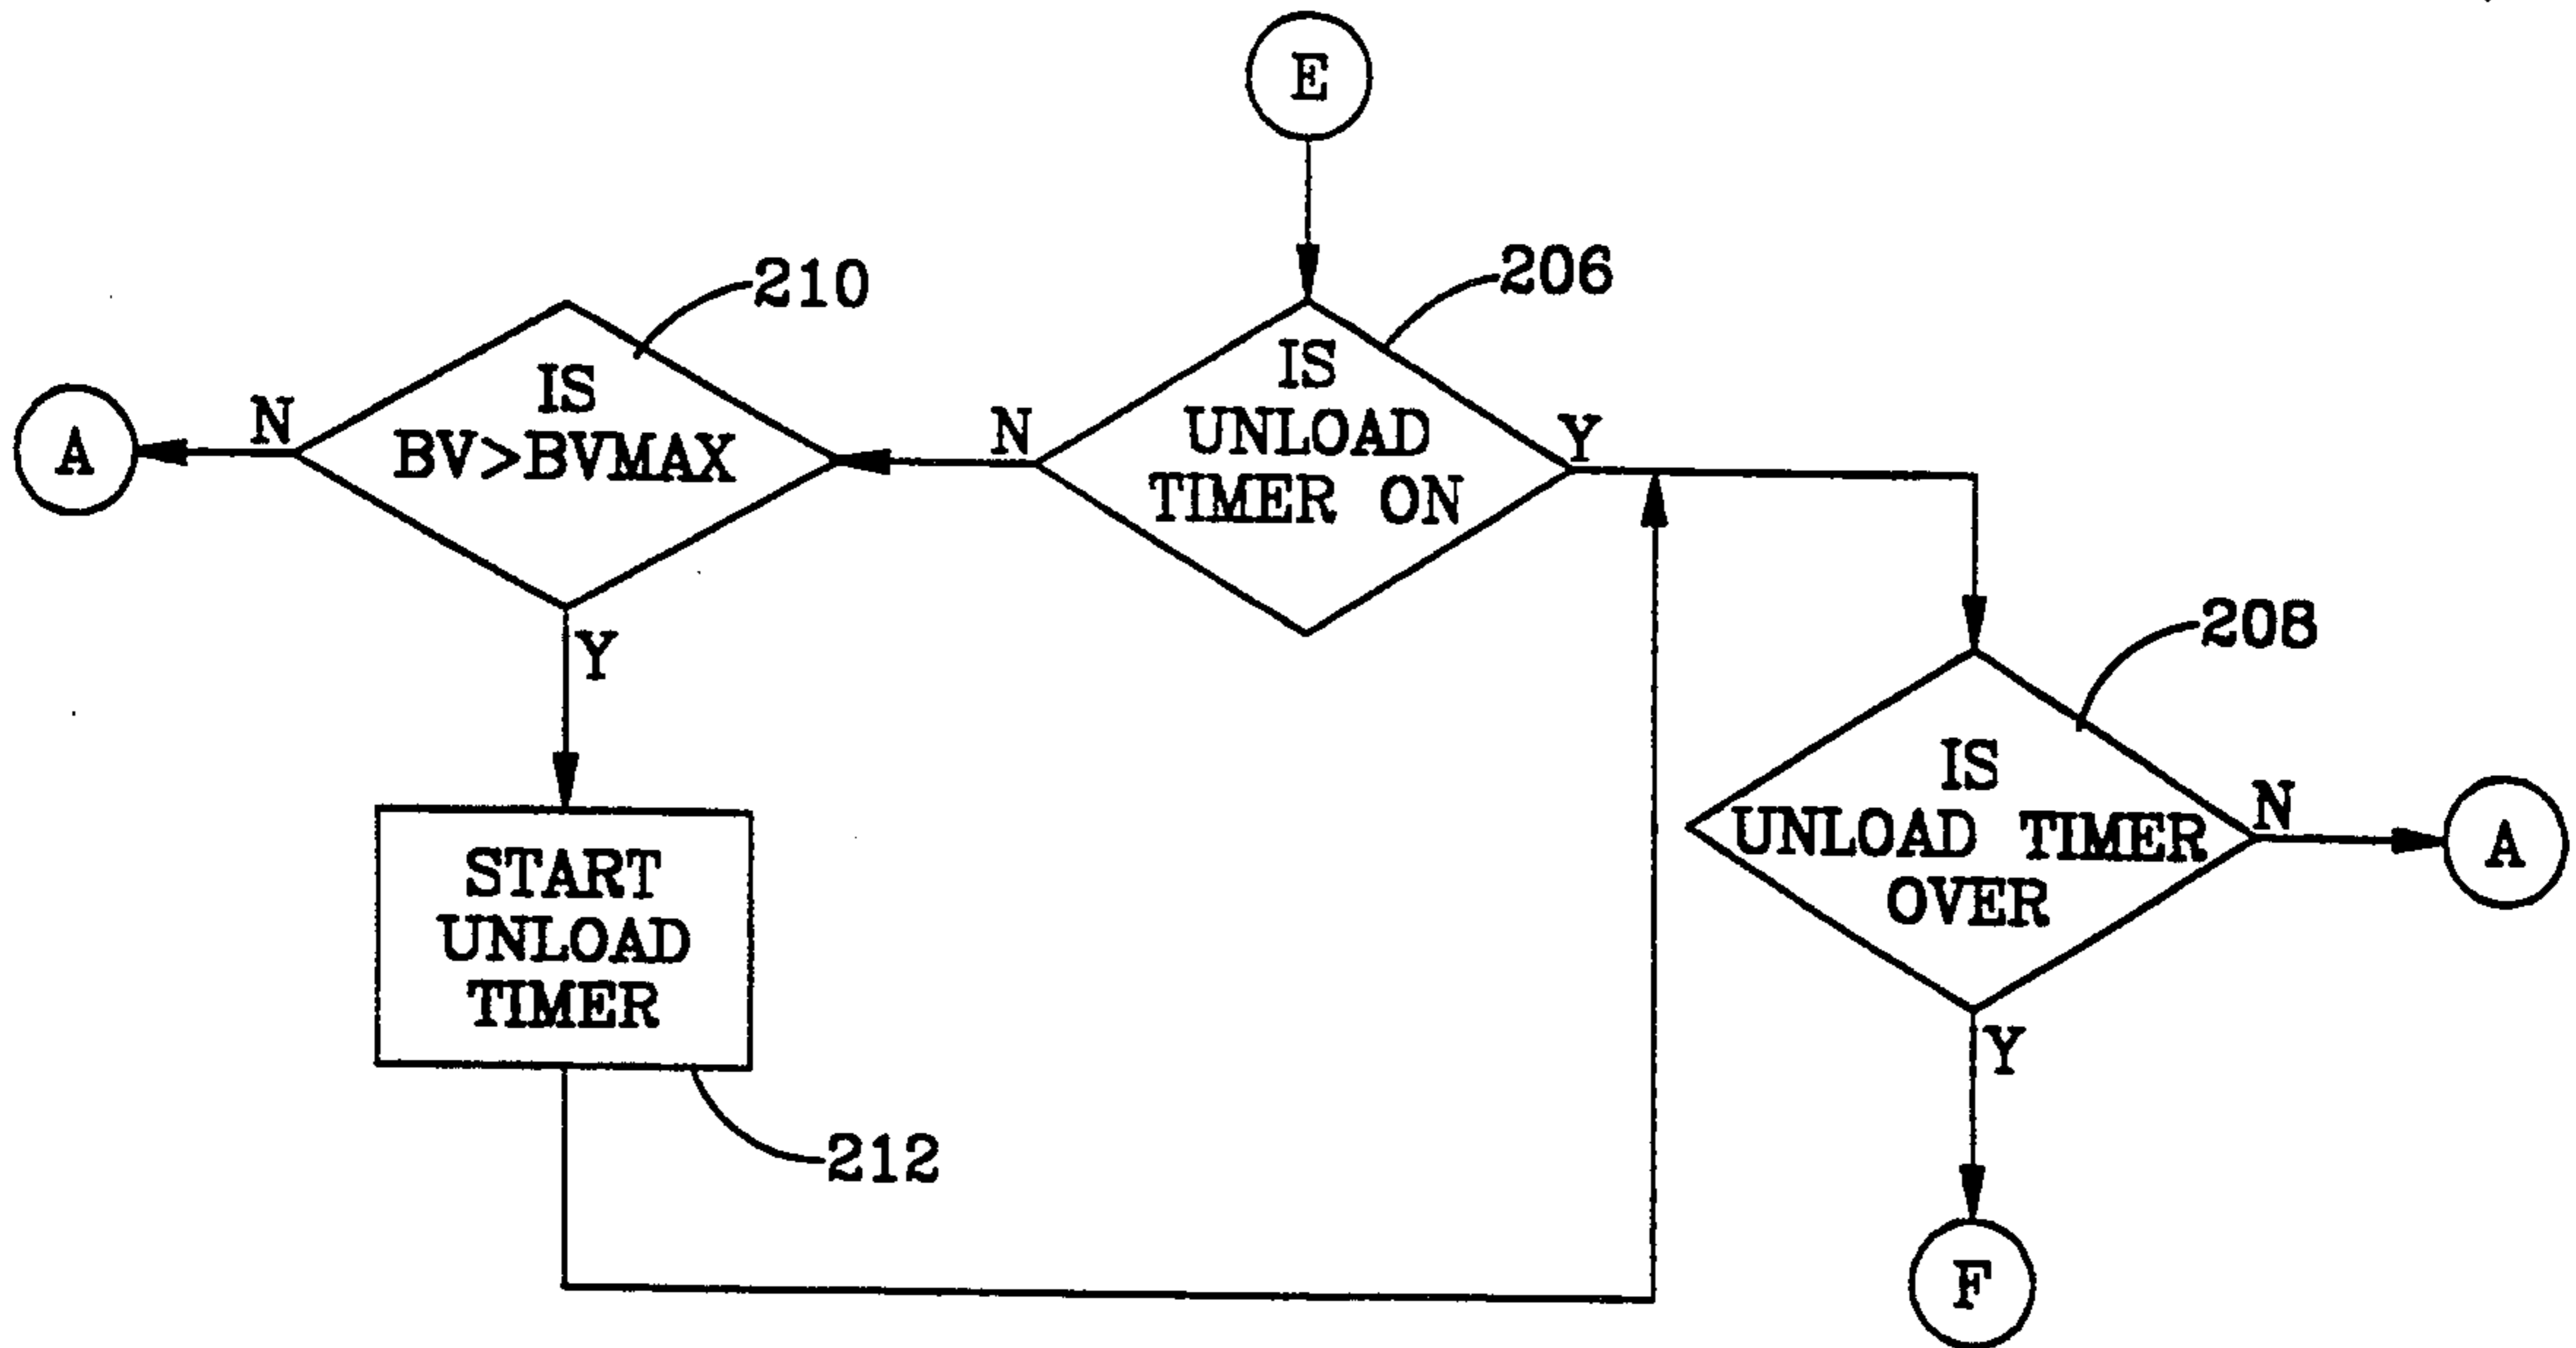 E
206
210
IS
UNLOAD
TIMER ON
N
Y
IS
BV>BVMAX
N
A
Y
START
UNLOAD
TIMER
212
208
IS
UNLOAD TIMER
OVER
N
A
Y
F